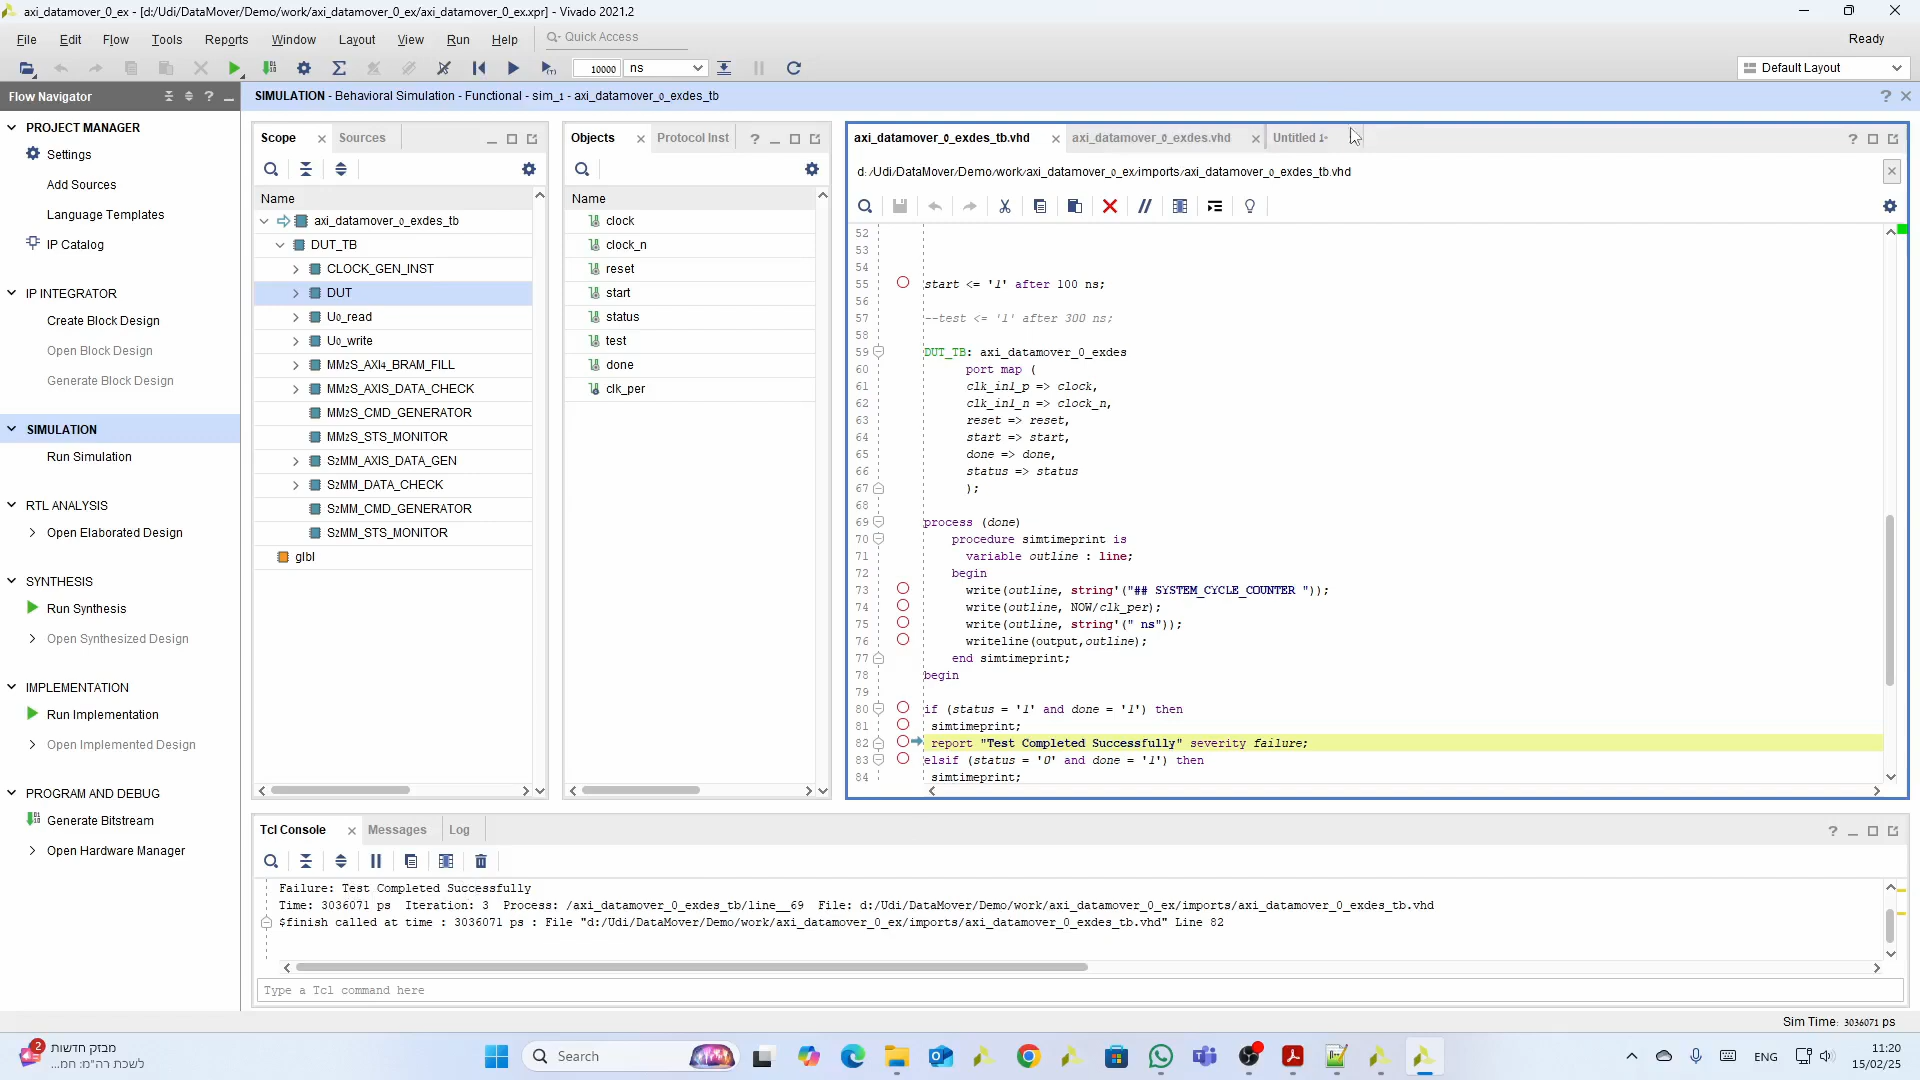 axi_datamover_0_ex - [d:/Udi/DataMover/Demo/work/axi_datamover_0_ex/axi_datamover_0_ex.xpr] - Vivado 2021.2
File Edit Flow Tools Reports Window Layout View Run Help Quick Access
Ready
10000 ns
Default Layout
Flow Navigator
SIMULATION - Behavioral Simulation - Functional - sim_1 - axi_datamover_0_exdes_tb
PROJECT MANAGER
Settings
Add Sources
Language Templates
IP Catalog
IP INTEGRATOR
Create Block Design
Open Block Design
Generate Block Design
SIMULATION
Run Simulation
RTL ANALYSIS
Open Elaborated Design
SYNTHESIS
Run Synthesis
Open Synthesized Design
IMPLEMENTATION
Run Implementation
Open Implemented Design
PROGRAM AND DEBUG
Generate Bitstream
Open Hardware Manager
Scope Sources
Name
axi_datamover_0_exdes_tb
DUT_TB
CLOCK_GEN_INST
DUT
U0_read
U0_write
MM2S_AXI4_BRAM_FILL
MM2S_AXIS_DATA_CHECK
MM2S_CMD_GENERATOR
MM2S_STS_MONITOR
S2MM_AXIS_DATA_GEN
S2MM_DATA_CHECK
S2MM_CMD_GENERATOR
S2MM_STS_MONITOR
glbl
Objects Protocol Inst
Name
clock
clock_n
reset
start
status
test
done
clk_per
axi_datamover_0_exdes_tb.vhd axi_datamover_0_exdes.vhd Untitled 1*
d:/Udi/DataMover/Demo/work/axi_datamover_0_ex/imports/axi_datamover_0_exdes_tb.vhd
52
53
54
55 start <= '1' after 100 ns;
56
57 --test <= '1' after 300 ns;
58
59 DUT_TB: axi_datamover_0_exdes
60 port map (
61 clk_in1_p => clock,
62 clk_in1_n => clock_n,
63 reset => reset,
64 start => start,
65 done => done,
66 status => status
67 );
68
69 process (done)
70 procedure simtimeprint is
71 variable outline : line;
72 begin
73 write(outline, string'("## SYSTEM_CYCLE_COUNTER "));
74 write(outline, NOW/clk_per);
75 write(outline, string'(" ns"));
76 writeline(output,outline);
77 end simtimeprint;
78 begin
79
80 if (status = '1' and done = '1') then
81 simtimeprint;
82 report "Test Completed Successfully" severity failure;
83 elsif (status = '0' and done = '1') then
84 simtimeprint;
Tcl Console Messages Log
Failure: Test Completed Successfully
Time: 3036071 ps Iteration: 3 Process: /axi_datamover_0_exdes_tb/line__69 File: d:/Udi/DataMover/Demo/work/axi_datamover_0_ex/imports/axi_datamover_0_exdes_tb.vhd
$finish called at time : 3036071 ps : File "d:/Udi/DataMover/Demo/work/axi_datamover_0_ex/imports/axi_datamover_0_exdes_tb.vhd" Line 82
Type a Tcl command here
Sim Time: 3036071 ps
2
מבזק חדשות
לשכת רה"מ: חמ...
Search
ENG
11:20
15/02/25